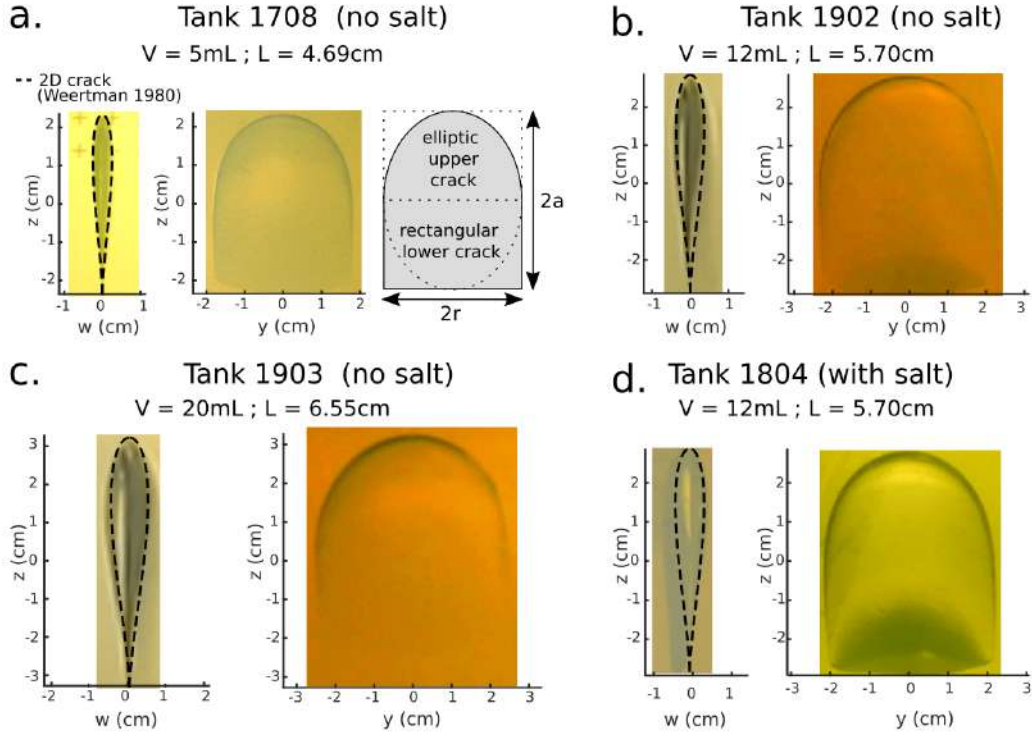 a. Tank 1708 (no salt)
V = 5mL ; L = 4.69cm
2D crack
(Weertman 1980)
z (cm)
2
1
0
-1
-2
-1 0 1
w (cm)
z (cm)
2
1
0
-1
-2
-2 -1 0 1 2
y (cm)
elliptic
upper
crack
rectangular
lower crack
2a
2r
b. Tank 1902 (no salt)
V = 12mL ; L = 5.70cm
z (cm)
2
1
0
-1
-2
-1 0 1
w (cm)
z (cm)
2
1
0
-1
-2
-3 -2 -1 0 1 2 3
y (cm)
c. Tank 1903 (no salt)
V = 20mL ; L = 6.55cm
z (cm)
3
2
1
0
-1
-2
-3
-2 -1 0 1 2
w (cm)
z (cm)
3
2
1
0
-1
-2
-3
-3 -2 -1 0 1 2 3
y (cm)
d. Tank 1804 (with salt)
V = 12mL ; L = 5.70cm
z (cm)
2
1
0
-1
-2
-1 0 1
w (cm)
z (cm)
2
1
0
-1
-2
-3 -2 -1 0 1 2 3
y (cm)